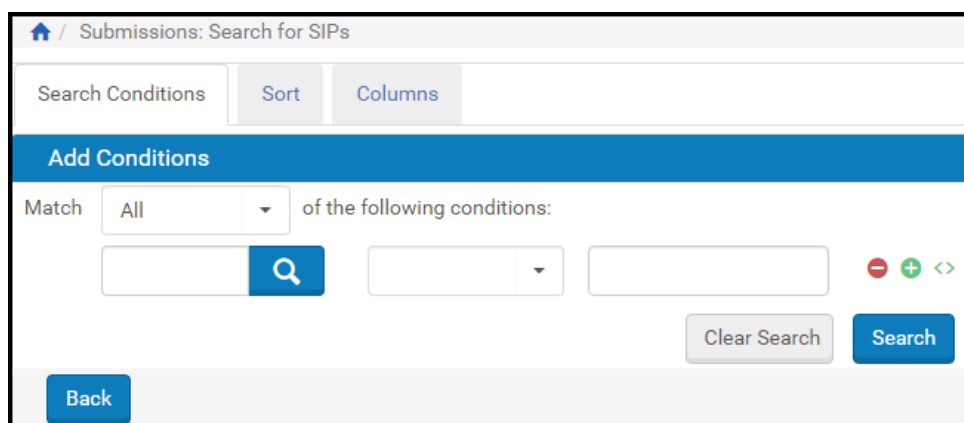 / Submissions: Search for SIPs
Search Conditions Sort Columns
Add Conditions
Match All of the following conditions:
Clear Search Search
Back